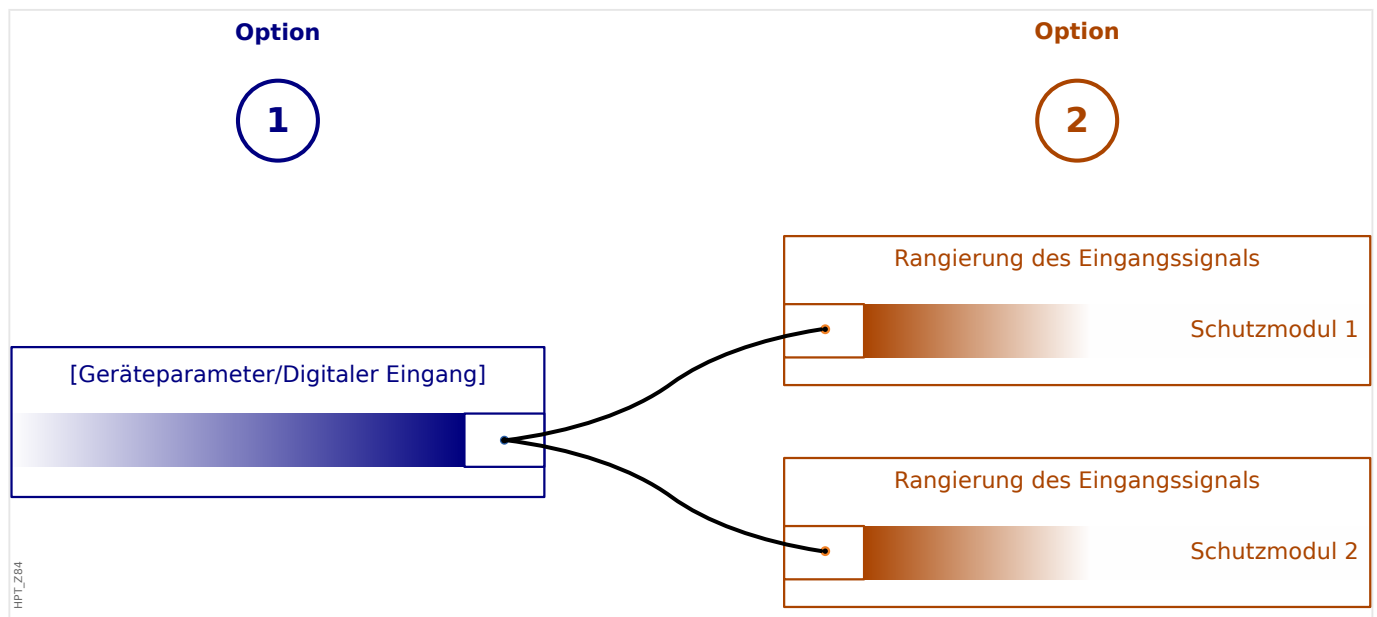 Option
1
Option
2
[Geräteparameter/Digitaler Eingang]
Rangierung des Eingangssignals
Schutzmodul 1
Rangierung des Eingangssignals
Schutzmodul 2
HPT_Z84